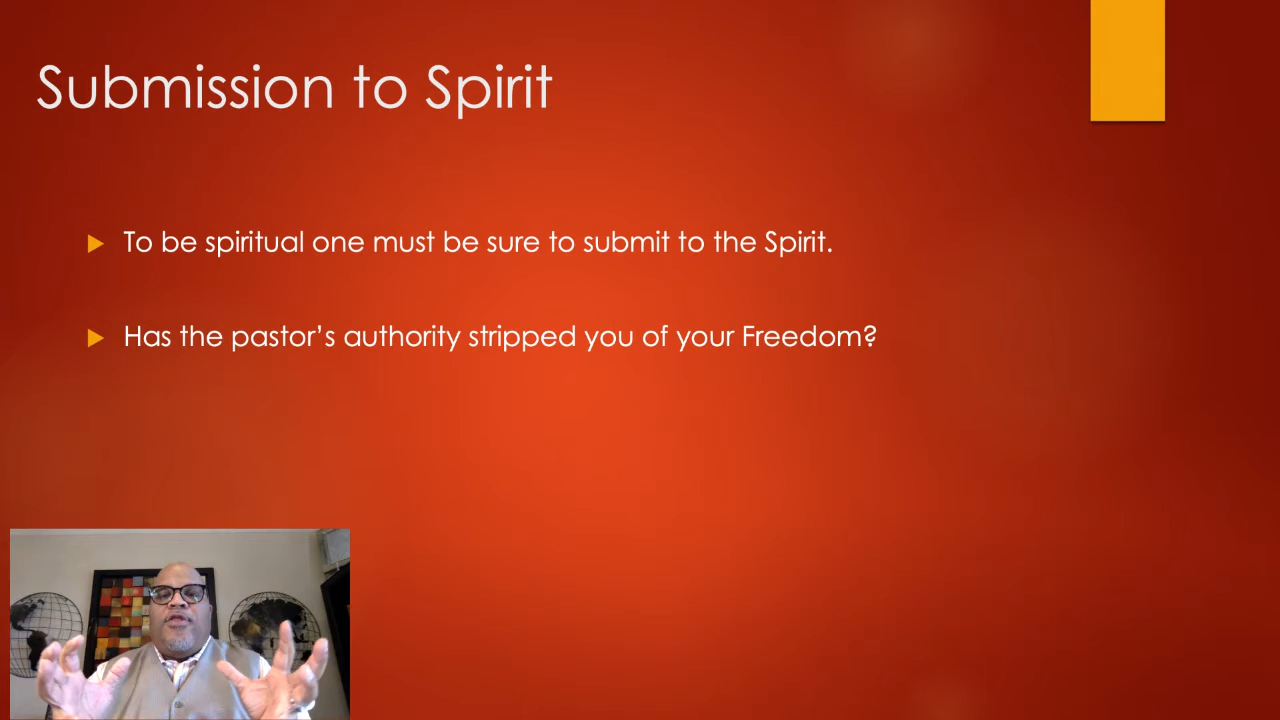 Submission to Spirit
To be spiritual one must be sure to submit to the Spirit.
Has the pastor’s authority stripped you of your Freedom?